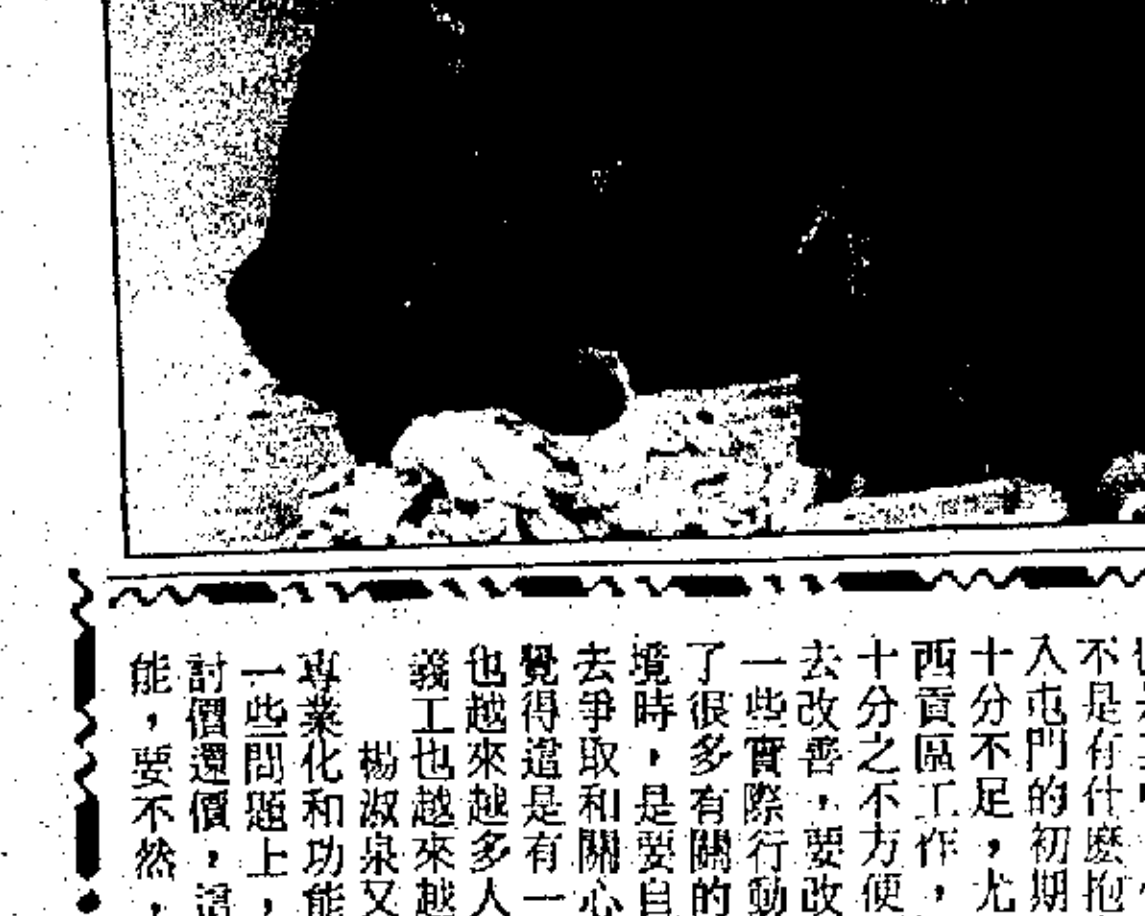 不是有什麼抱
入屯門的初期
十分不足，尤
西貢區工作，
十分之不方便
去改善，要改
一些實際行動
了很多有關的
境時，是要自
去爭取和關心
覺得這是有一
也越來越多人
義工也越來越
楊淑泉又
專業化和功能
一些問題上，
討價還價，這
能，要不然，